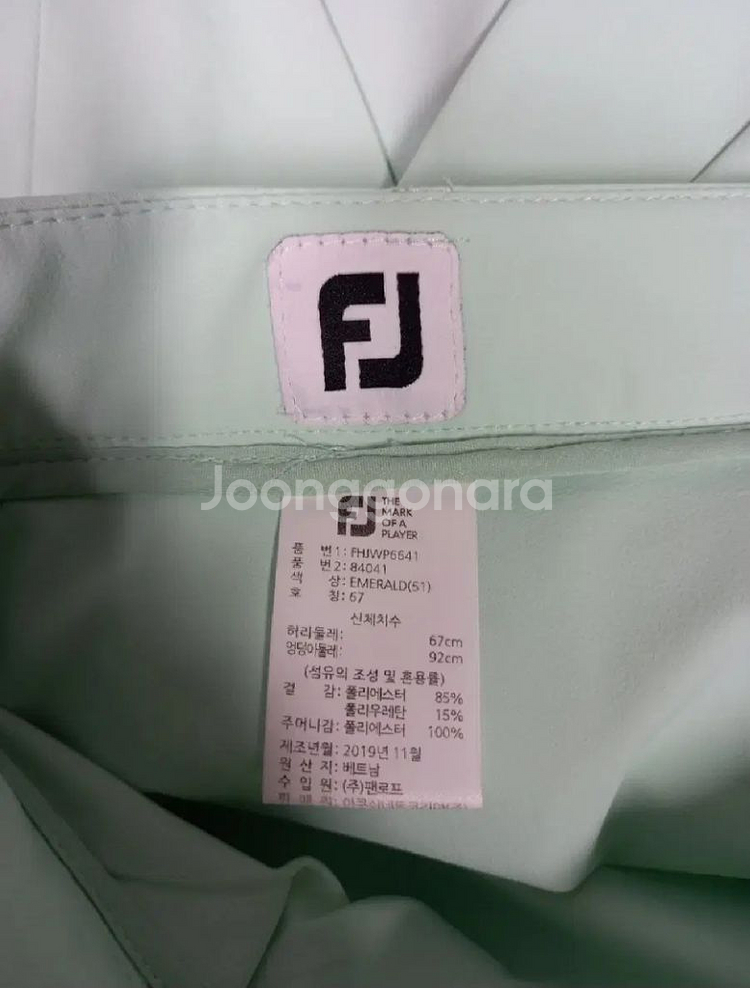 FJ
Joonggonara
FJ THE
MARK
OF A
PLAYER
품 번1: FHJWP6641
품 번2: 84041
색 상: EMERALD(51)
호 칭: 67
신체치수
허리둘레: 67cm
엉덩이둘레: 92cm
(섬유의 조성 및 혼용률)
겉 감: 폴리에스터 85%
폴리우레탄 15%
주머니감: 폴리에스터 100%
제조년월: 2019년 11월
원 산 지: 베트남
수 입 원: (주)팬로프